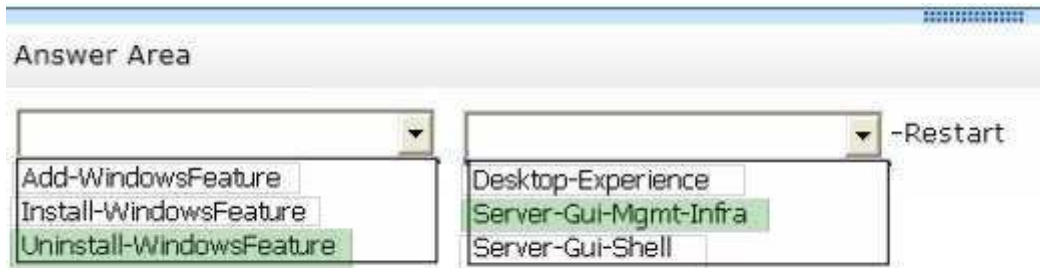 Answer Area
-Restart
Add-WindowsFeature
Install-WindowsFeature
Uninstall-WindowsFeature
Desktop-Experience
Server-Gui-Mgmt-Infra
Server-Gui-Shell